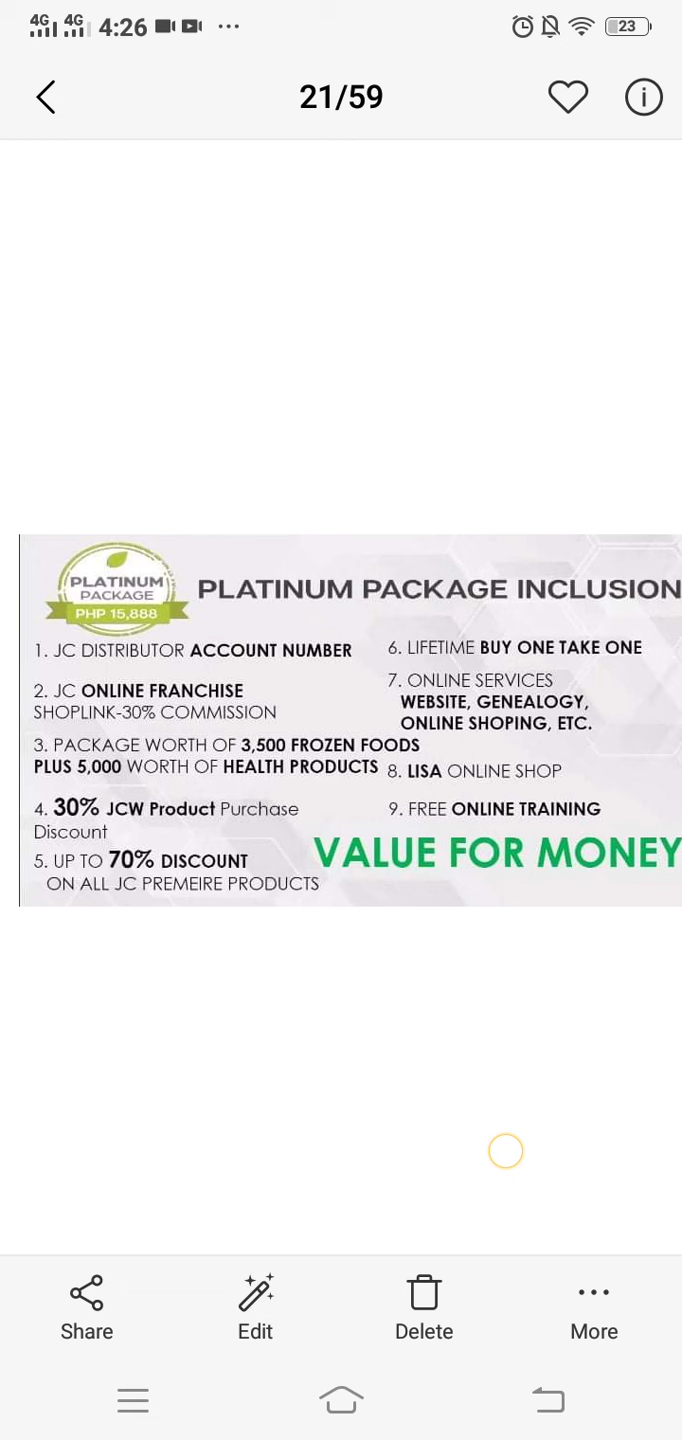 4G 4G 4:26 ... 23
21/59
PLATINUM
PACKAGE
PHP 15,888
PLATINUM PACKAGE INCLUSION
1. JC DISTRIBUTOR ACCOUNT NUMBER
2. JC ONLINE FRANCHISE
SHOPLINK-30% COMMISSION
3. PACKAGE WORTH OF 3,500 FROZEN FOODS
PLUS 5,000 WORTH OF HEALTH PRODUCTS
4. 30% JCW Product Purchase
Discount
5. UP TO 70% DISCOUNT
ON ALL JC PREMEIRE PRODUCTS
6. LIFETIME BUY ONE TAKE ONE
7. ONLINE SERVICES
WEBSITE, GENEALOGY,
ONLINE SHOPING, ETC.
8. LISA ONLINE SHOP
9. FREE ONLINE TRAINING
VALUE FOR MONEY
Share Edit Delete More